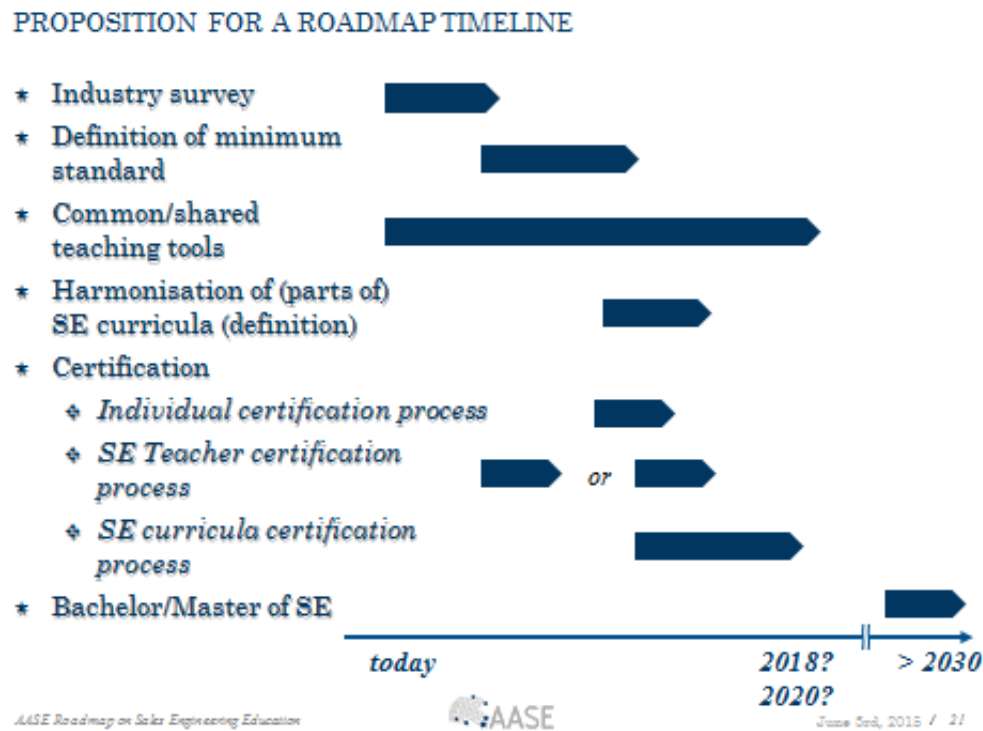 PROPOSITION FOR A ROADMAP TIMELINE
Industry survey
Definition of minimum
standard
Common/shared
teaching tools
Harmonisation of (parts of)
SE curricula (definition)
Certification
Individual certification process
SE Teacher certification
process
or
SE curricula certification
process
Bachelor/Master of SE
today
2018?
> 2030
2020?
AASE Roadmap on Sales Engineering Education
AASE
June 3rd, 2015 / 21